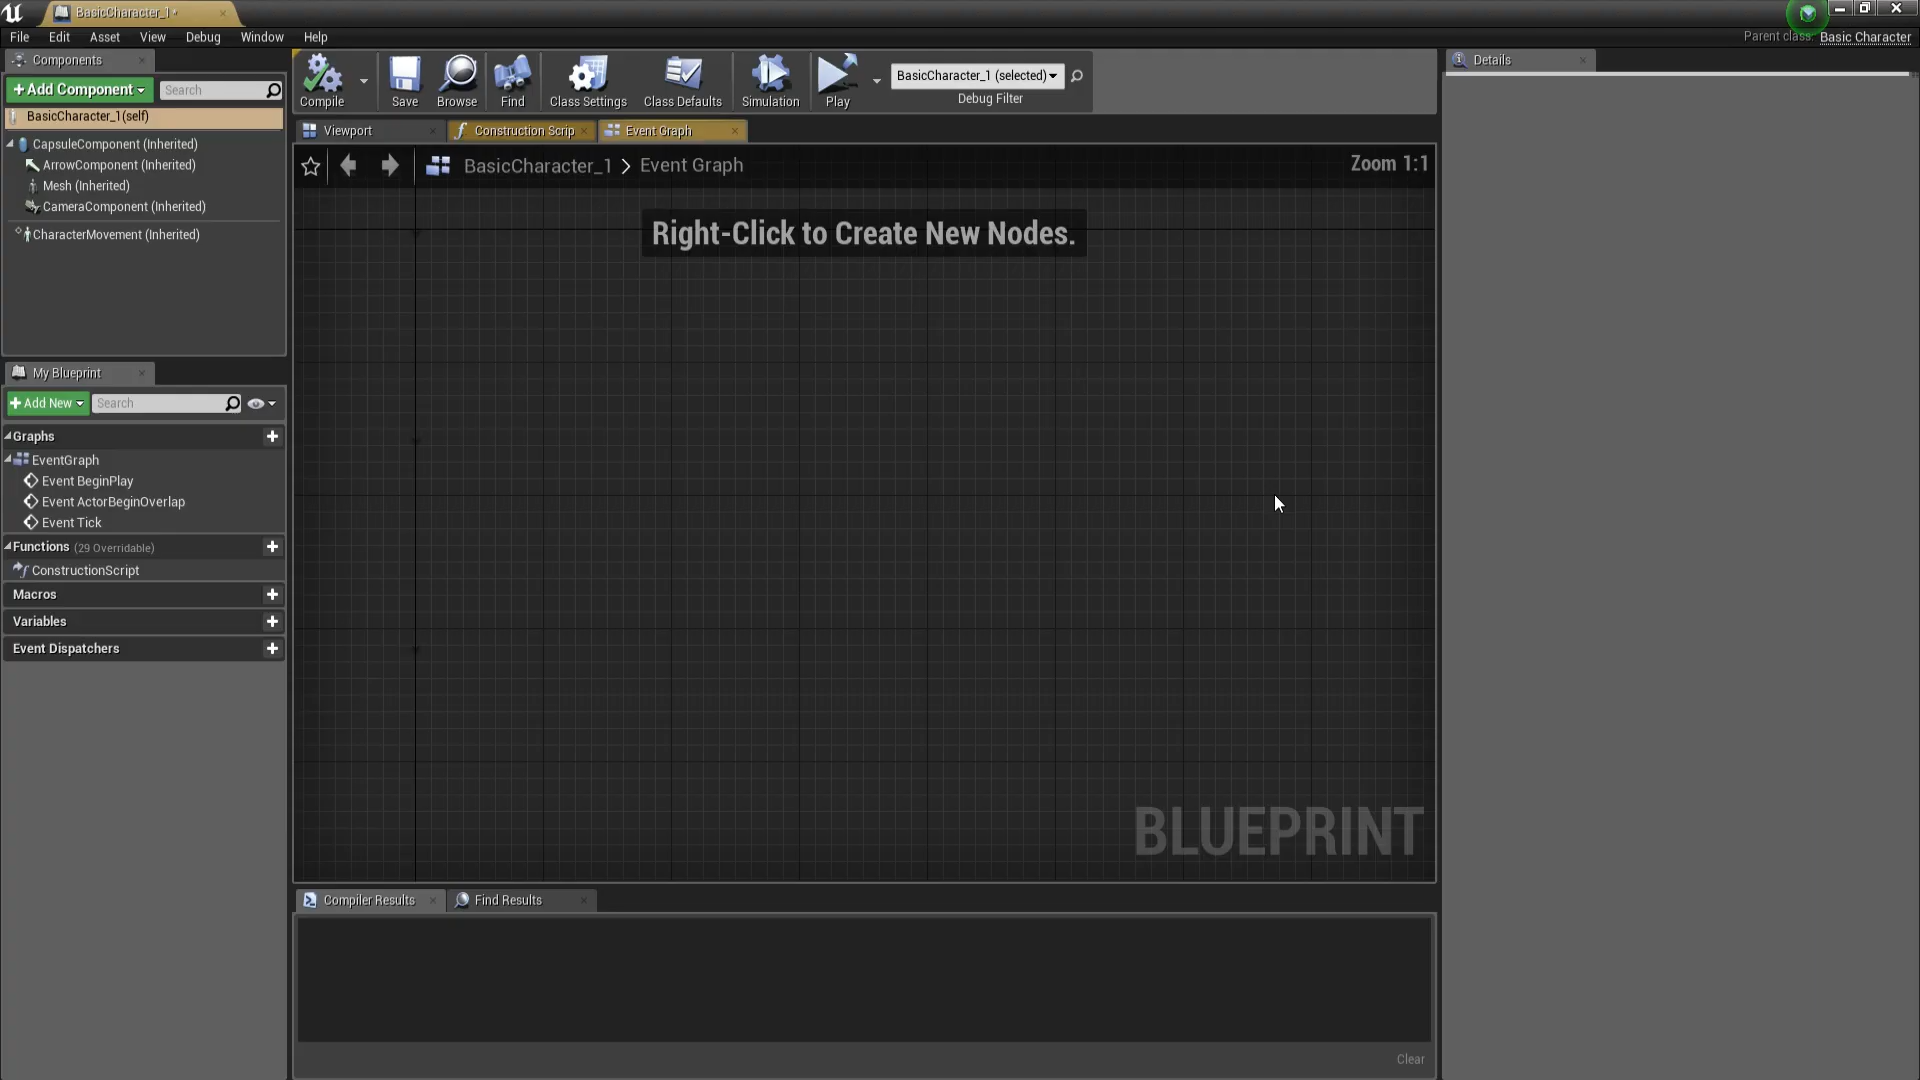 BasicCharacter_1*
File Edit Asset View Debug Window Help
Parent class: Basic Character
Components
+Add Component
Search
BasicCharacter_1(self)
CapsuleComponent (Inherited)
ArrowComponent (Inherited)
Mesh (Inherited)
CameraComponent (Inherited)
CharacterMovement (Inherited)
My Blueprint
+Add New
Search
Graphs
EventGraph
Event BeginPlay
Event ActorBeginOverlap
Event Tick
Functions (29 Overridable)
ConstructionScript
Macros
Variables
Event Dispatchers
Compile Save Browse Find Class Settings Class Defaults Simulation Play
BasicCharacter_1 (selected)
Debug Filter
Viewport
Construction Scrip
Event Graph
BasicCharacter_1 > Event Graph
Zoom 1:1
Right-Click to Create New Nodes.
BLUEPRINT
Compiler Results
Find Results
Clear
Details